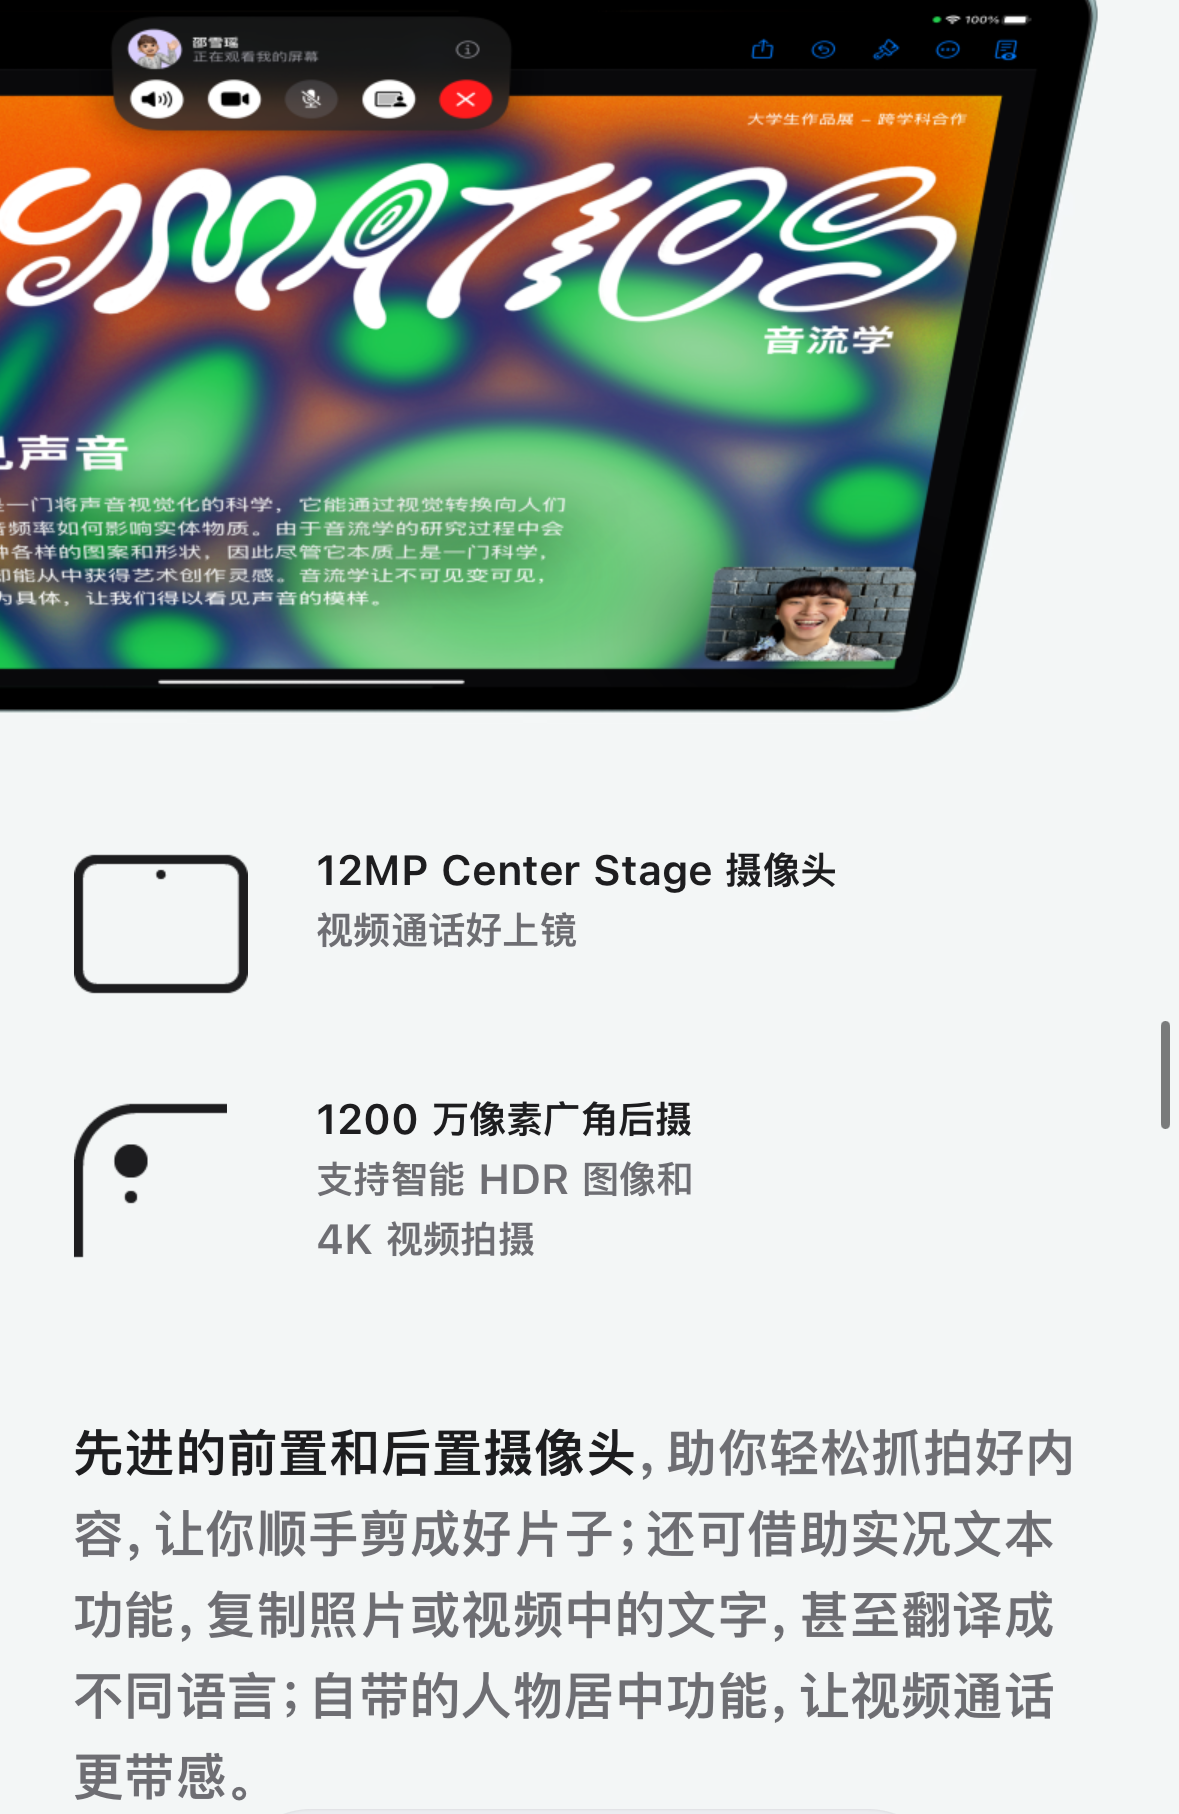 100%
邵雪瑶
正在观看我的屏幕
大学生作品展 – 跨学科合作
YMATICS
音流学
见声音
是一门将声音视觉化的科学，它能通过视觉转换向人们
音频率如何影响实体物质。由于音流学的研究过程中会
种各样的图案和形状，因此尽管它本质上是一门科学，
却能从中获得艺术创作灵感。音流学让不可见变可见，
为具体，让我们得以看见声音的模样。
12MP Center Stage 摄像头
视频通话好上镜
1200 万像素广角后摄
支持智能 HDR 图像和
4K 视频拍摄
先进的前置和后置摄像头，助你轻松抓拍好内
容，让你顺手剪成好片子；还可借助实况文本
功能，复制照片或视频中的文字，甚至翻译成
不同语言；自带的人物居中功能，让视频通话
更带感。